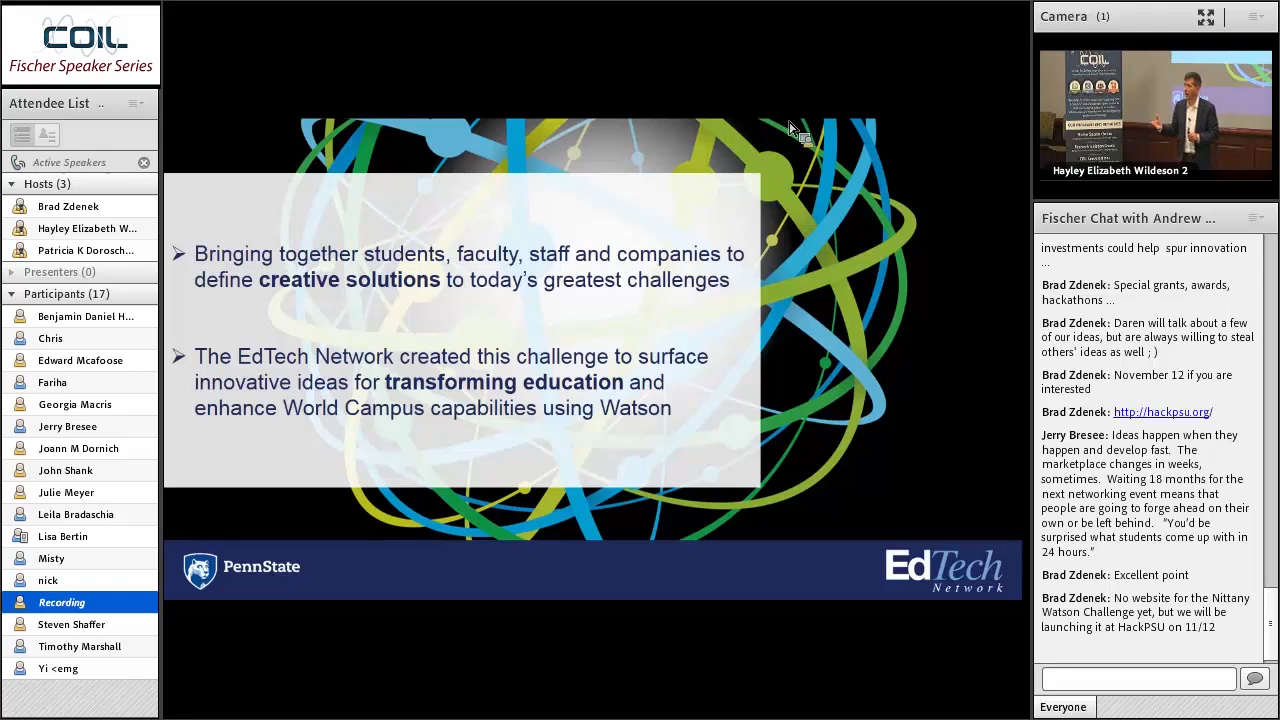 COIL
Fischer Speaker Series
Attendee List ..
Active Speakers
Hosts (3)
Brad Zdenek
Hayley Elizabeth W...
Patricia K Dorosch...
Presenters (0)
Participants (17)
Benjamin Daniel H...
Chris
Edward Mcafoose
Fariha
Georgia Macris
Jerry Bresee
Joann M Dornich
John Shank
Julie Meyer
Leila Bradaschia
Lisa Bertin
Misty
nick
Recording
Steven Shaffer
Timothy Marshall
Yi <emg
➢ Bringing together students, faculty, staff and companies to
define creative solutions to today's greatest challenges
➢ The EdTech Network created this challenge to surface
innovative ideas for transforming education and
enhance World Campus capabilities using Watson
PennState
EdTech
Network
Camera (1)
COIL
Hayley Elizabeth Wildeson 2
Fischer Chat with Andrew ...
investments could help spur innovation
...
Brad Zdenek: Special grants, awards,
hackathons ...
Brad Zdenek: Daren will talk about a few
of our ideas, but are always willing to steal
others' ideas as well ; )
Brad Zdenek: November 12 if you are
interested
Brad Zdenek: http://hackpsu.org/
Jerry Bresee: Ideas happen when they
happen and develop fast. The
marketplace changes in weeks,
sometimes. Waiting 18 months for the
next networking event means that
people are going to forge ahead on their
own or be left behind. "You'd be
surprised what students come up with in
24 hours."
Brad Zdenek: Excellent point
Brad Zdenek: No website for the Nittany
Watson Challenge yet, but we will be
launching it at HackPSU on 11/12
Everyone